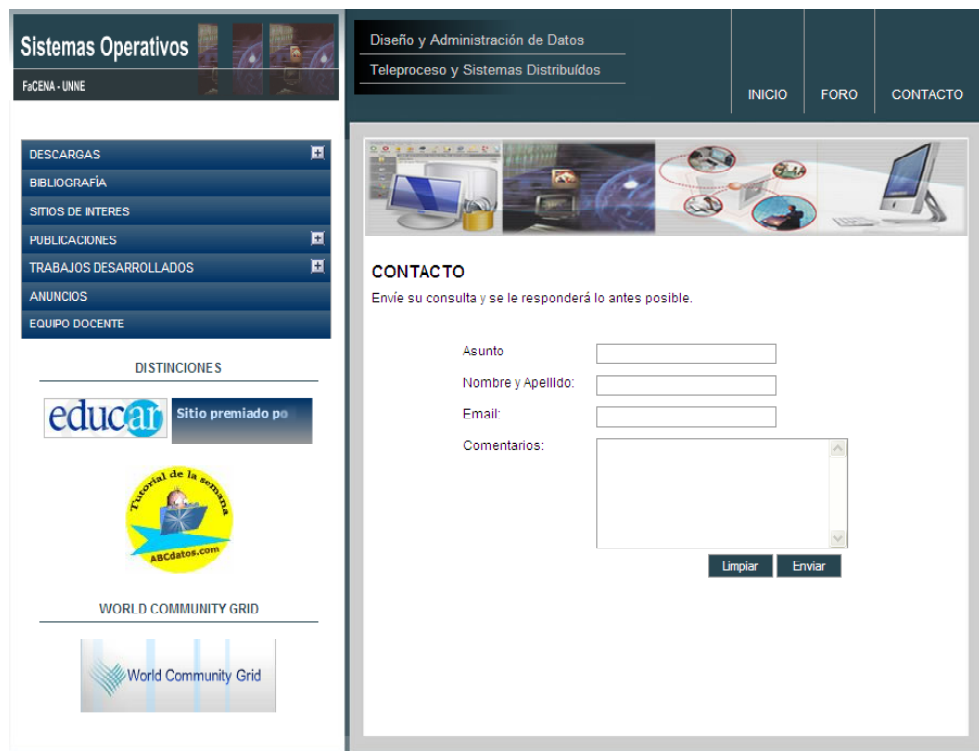 Sistemas Operativos
FaCENA - UNNE
Diseño y Administración de Datos
Teleproceso y Sistemas Distribuídos
INICIO
FORO
CONTACTO
DESCARGAS
BIBLIOGRAFÍA
SITIOS DE INTERES
PUBLICACIONES
TRABAJOS DESARROLLADOS
ANUNCIOS
EQUIPO DOCENTE
DISTINCIONES
educar
Sitio premiado po
Tutorial de la semana
ABCdatos.com
WORLD COMMUNITY GRID
World Community Grid
CONTACTO
Envíe su consulta y se le responderá lo antes posible.
Asunto
Nombre y Apellido:
Email:
Comentarios:
Limpiar
Enviar